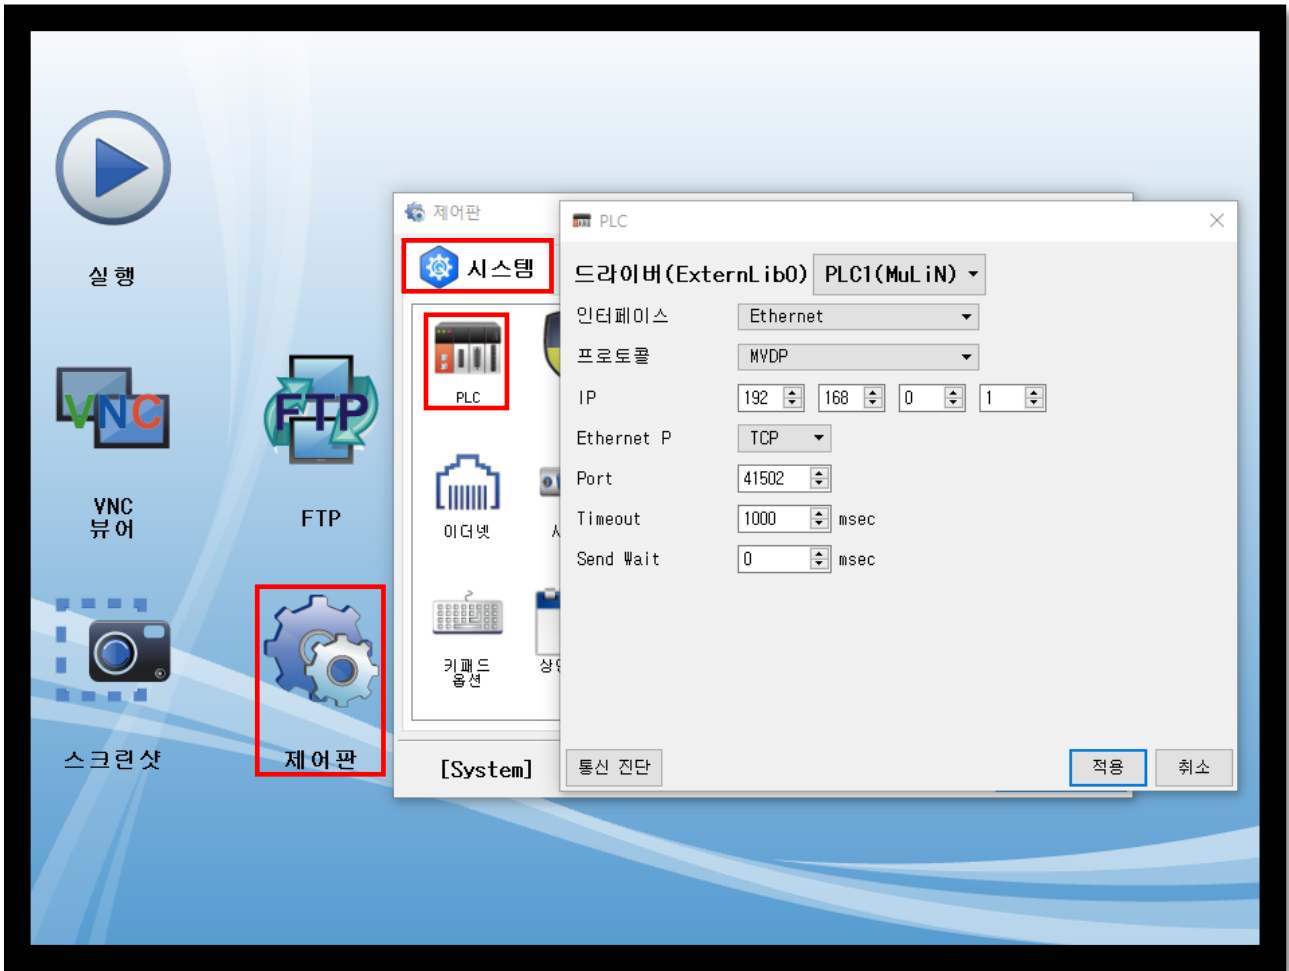 실행
VNC
뷰어
FTP
스크린샷
제어판
제어판
시스템
PLC
이더넷
키패드
옵션
[System]
PLC
드라이버(ExternLib0) PLC1(MuLiN)
인터페이스 Ethernet
프로토콜 MVDP
IP 192 168 0 1
Ethernet P TCP
Port 41502
Timeout 1000 msec
Send Wait 0 msec
통신 진단
적용 취소